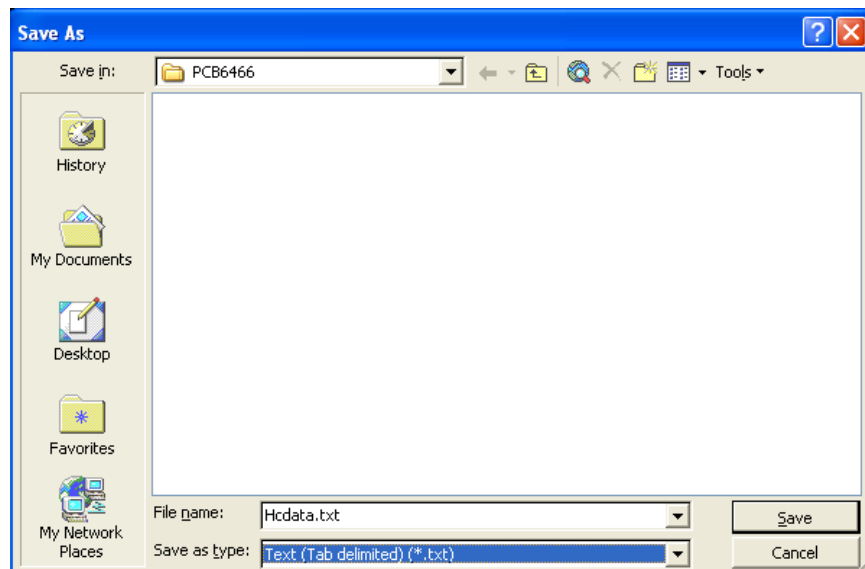 Save As
Save in:
PCB6466
Tools
History
My Documents
Desktop
Favorites
My Network
Places
File name:
Hcdata.txt
Save
Save as type:
Text (Tab delimited) (*.txt)
Cancel